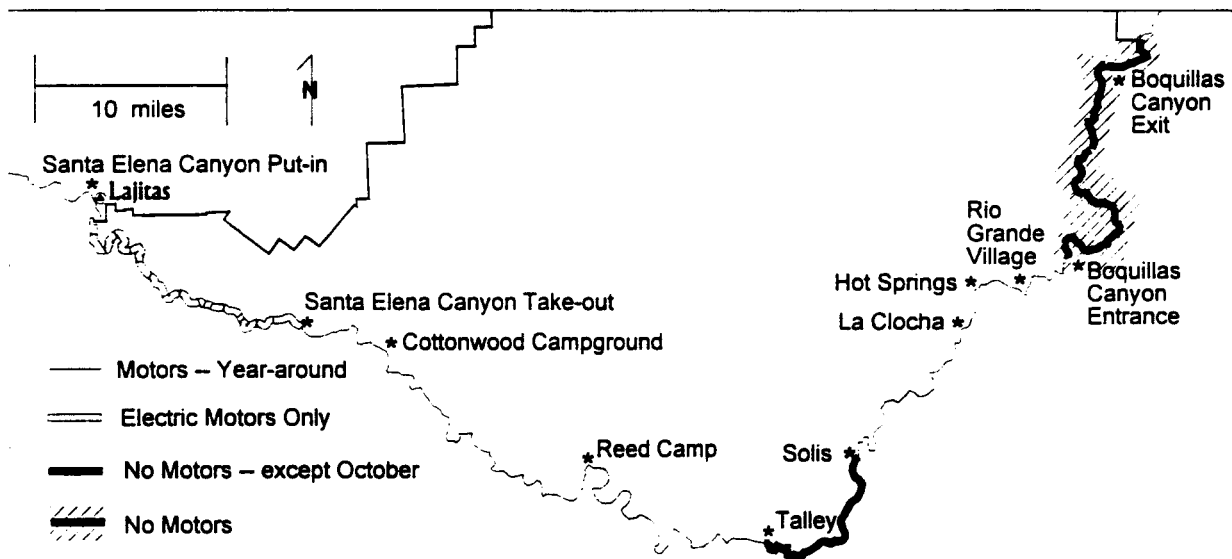 10 miles
N
Santa Elena Canyon Put-in
Lajitas
Santa Elena Canyon Take-out
Cottonwood Campground
Reed Camp
Talley
Solis
La Clocha
Hot Springs
Rio
Grande
Village
Boquillas
Canyon
Entrance
Boquillas
Canyon
Exit
Motors -- Year-around
Electric Motors Only
No Motors -- except October
No Motors